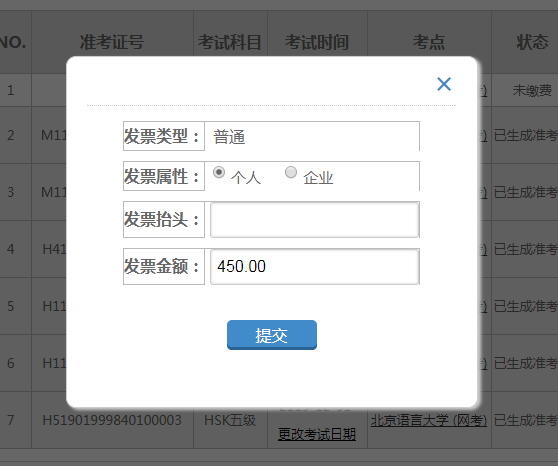 NO. 准考证号 考试科目 考试时间 考点 状态
1 未缴费
×
2 M11 已生成准考
发票类型： 普通
3 M11 已生成准考
发票属性： 个人 企业
发票抬头：
4 H41 已生成准考
发票金额： 450.00
5 H11 已生成准考
提交
6 H11 已生成准考
7 H51901999840100003 HSK五级 北京语言大学 (网考) 已生成准考
更改考试日期